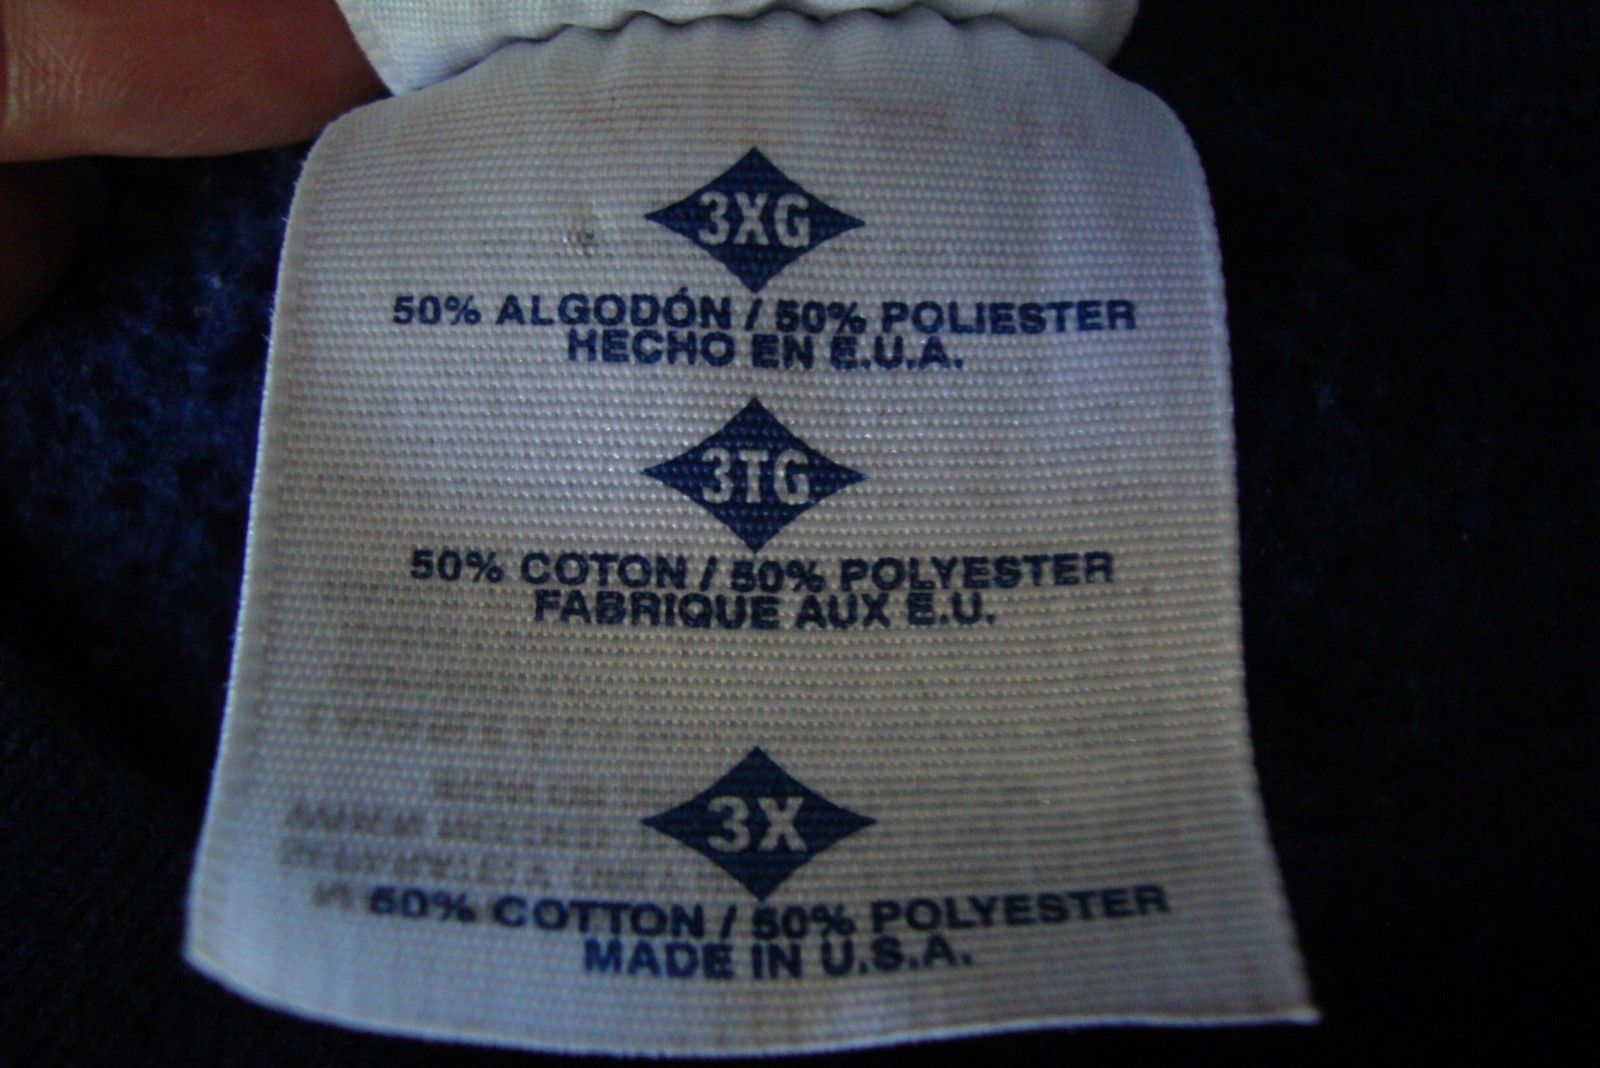 3XG
50% ALGODÓN / 50% POLIESTER
HECHO EN E.U.A.
3TG
50% COTON / 50% POLYESTER
FABRIQUE AUX E.U.
3X
50% COTTON / 50% POLYESTER
MADE IN U.S.A.